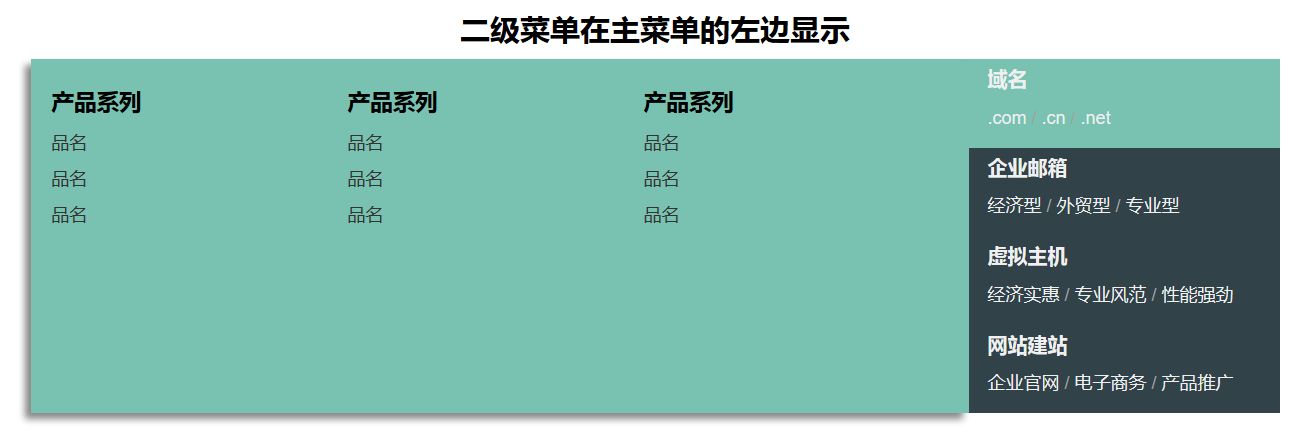 二级菜单在主菜单的左边显示
产品系列
品名
品名
品名
产品系列
品名
品名
品名
产品系列
品名
品名
品名
域名
.com / .cn / .net
企业邮箱
经济型 / 外贸型 / 专业型
虚拟主机
经济实惠 / 专业风范 / 性能强劲
网站建站
企业官网 / 电子商务 / 产品推广